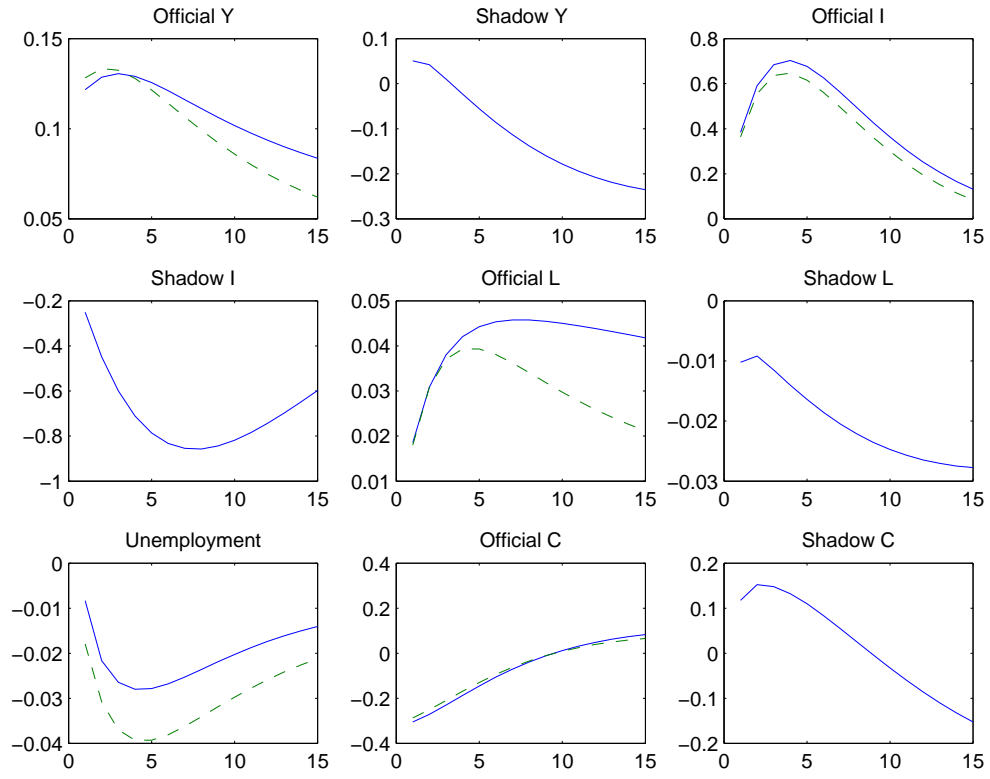 Official Y
Shadow Y
Official I
0.15
0.1
0.05
0 5 10 15
0.1
0
−0.1
−0.2
−0.3
0 5 10 15
0.8
0.6
0.4
0.2
0
0 5 10 15
Shadow I
Official L
Shadow L
−0.2
−0.4
−0.6
−0.8
−1
0 5 10 15
0.05
0.04
0.03
0.02
0.01
0 5 10 15
0
−0.01
−0.02
−0.03
0 5 10 15
Unemployment
Official C
Shadow C
0
−0.01
−0.02
−0.03
−0.04
0 5 10 15
0.4
0.2
0
−0.2
−0.4
0 5 10 15
0.2
0.1
0
−0.1
−0.2
0 5 10 15